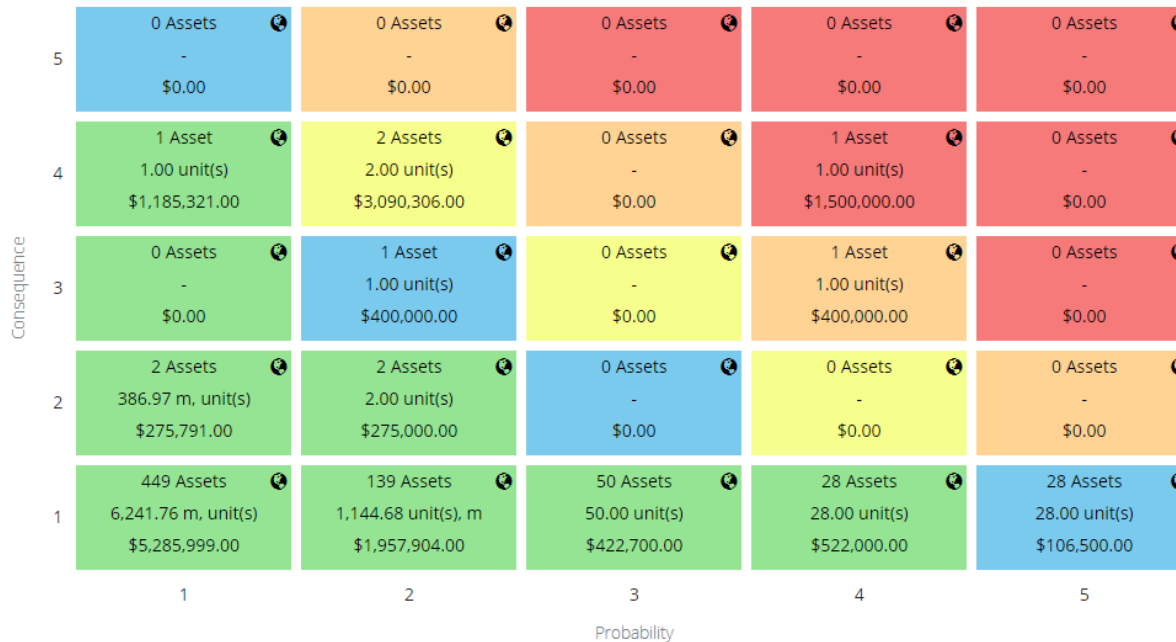 0 Assets
-
$0.00
0 Assets
-
$0.00
0 Assets
-
$0.00
0 Assets
-
$0.00
0 Assets
-
$0.00
5
1 Asset
1.00 unit(s)
$1,185,321.00
2 Assets
2.00 unit(s)
$3,090,306.00
0 Assets
-
$0.00
1 Asset
1.00 unit(s)
$1,500,000.00
0 Assets
-
$0.00
4
0 Assets
-
$0.00
1 Asset
1.00 unit(s)
$400,000.00
0 Assets
-
$0.00
1 Asset
1.00 unit(s)
$400,000.00
0 Assets
-
$0.00
3
Consequence
2 Assets
386.97 m, unit(s)
$275,791.00
2 Assets
2.00 unit(s)
$275,000.00
0 Assets
-
$0.00
0 Assets
-
$0.00
0 Assets
-
$0.00
2
449 Assets
6,241.76 m, unit(s)
$5,285,999.00
139 Assets
1,144.68 unit(s), m
$1,957,904.00
50 Assets
50.00 unit(s)
$422,700.00
28 Assets
28.00 unit(s)
$522,000.00
28 Assets
28.00 unit(s)
$106,500.00
1
1
2
3
4
5
Probability